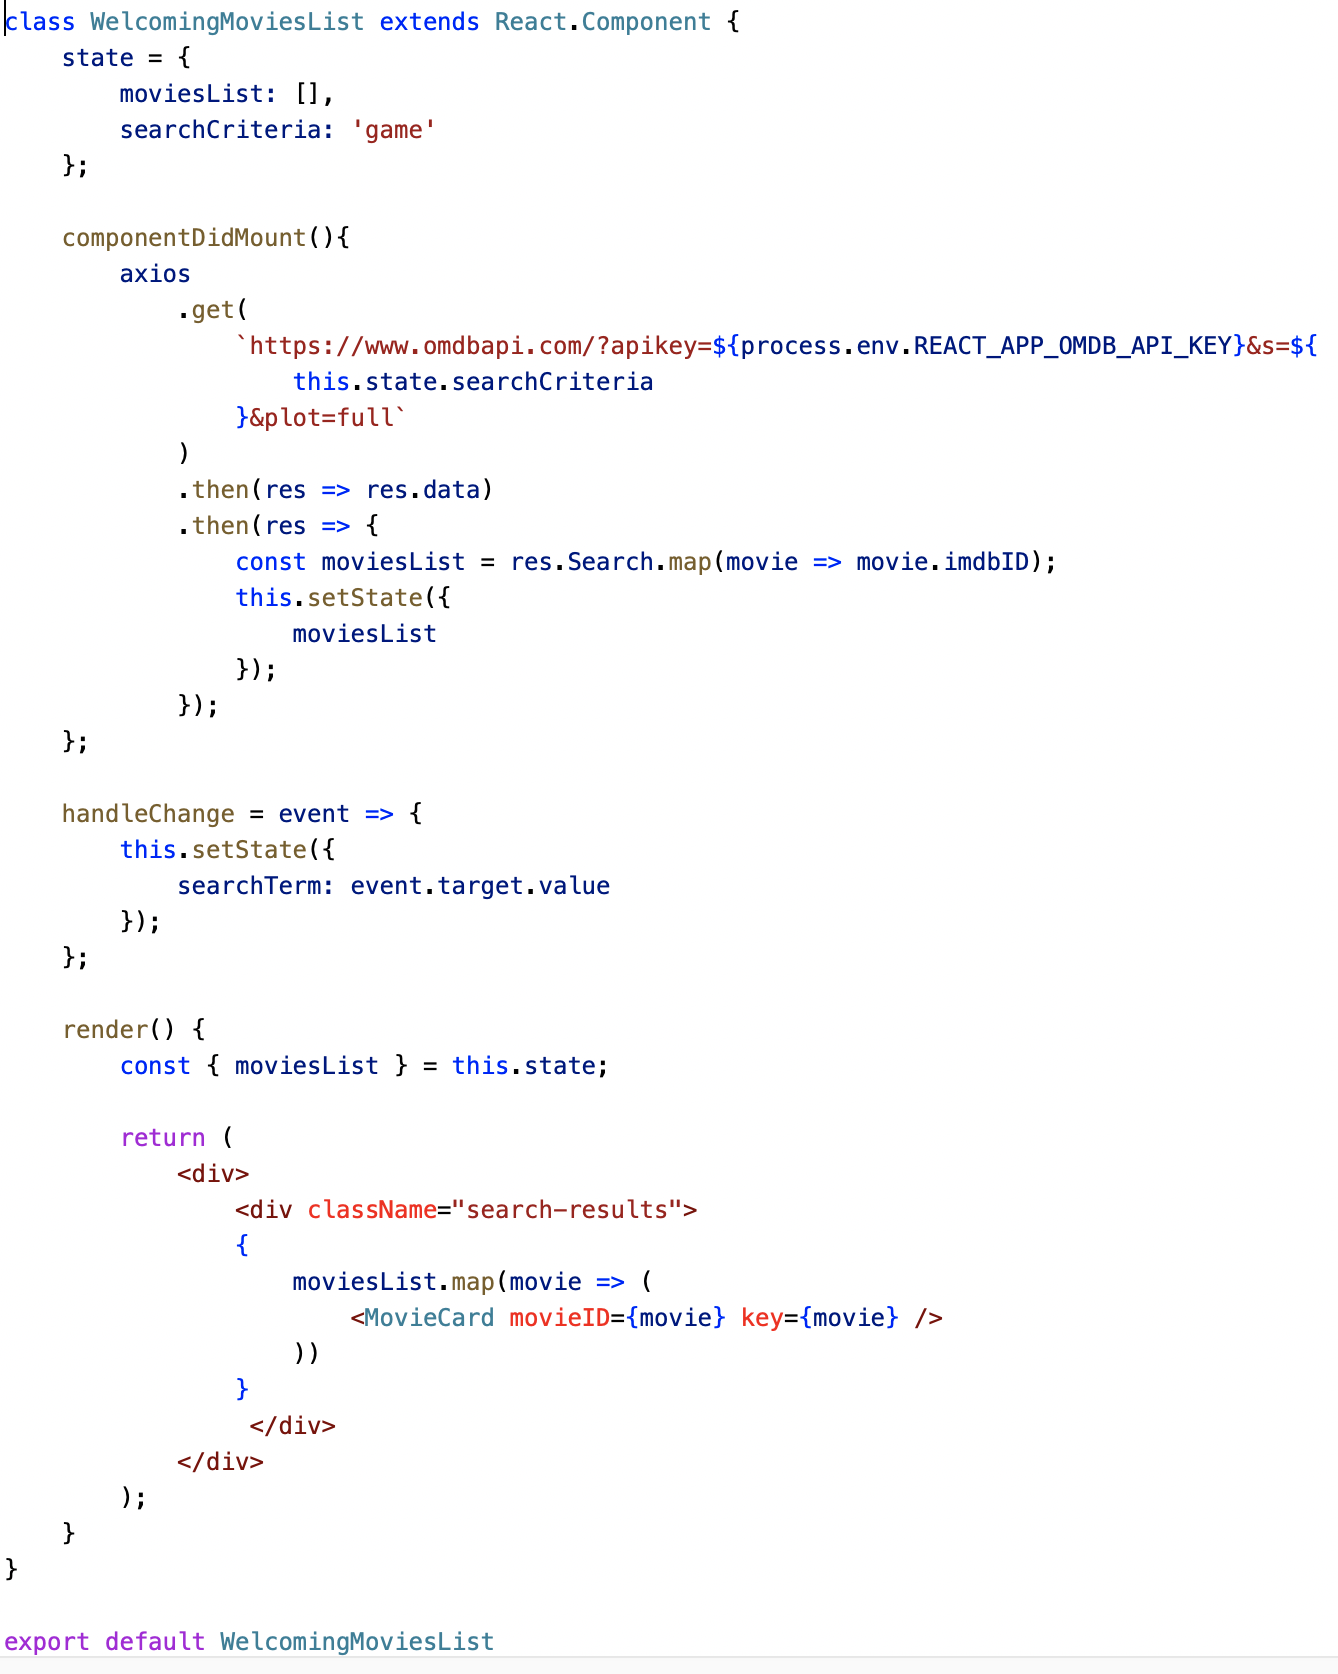 class WelcomingMoviesList extends React.Component {
    state = {
        moviesList: [],
        searchCriteria: 'game'
    };

    componentDidMount(){
        axios
            .get(
                `https://www.omdbapi.com/?apikey=${process.env.REACT_APP_OMDB_API_KEY}&s=${
                    this.state.searchCriteria
                }&plot=full`
            )
            .then(res => res.data)
            .then(res => {
                const moviesList = res.Search.map(movie => movie.imdbID);
                this.setState({
                    moviesList
                });
            });
    };

    handleChange = event => {
        this.setState({
            searchTerm: event.target.value
        });
    };

    render() {
        const { moviesList } = this.state;

        return (
            <div>
                <div className="search-results">
                {
                    moviesList.map(movie => (
                        <MovieCard movieID={movie} key={movie} />
                    ))
                }
                 </div>
            </div>
        );
    }
}

export default WelcomingMoviesList